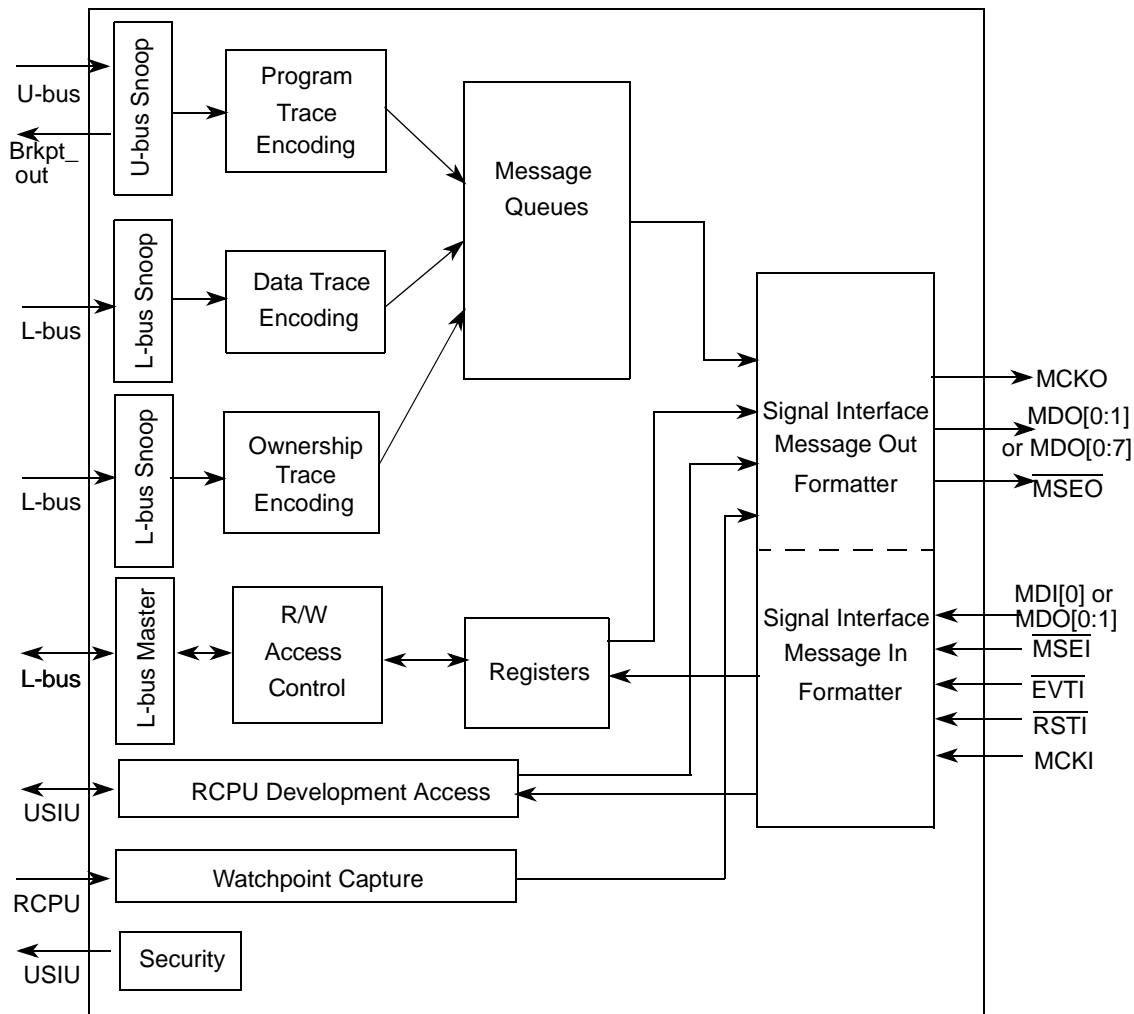 U-bus
Brkpt_
out
U-bus Snoop
Program
Trace
Encoding
Message
Queues
L-bus
L-bus Snoop
Data Trace
Encoding
L-bus
L-bus Snoop
Ownership
Trace
Encoding
Signal Interface
Message Out
Formatter
MCKO
MDO[0:1]
or MDO[0:7]
MSEO
L-bus
L-bus Master
R/W
Access
Control
Registers
Signal Interface
Message In
Formatter
MDI[0] or
MDO[0:1]
MSEI
EVTI
RSTI
MCKI
USIU
RCPU Development Access
RCPU
Watchpoint Capture
USIU
Security